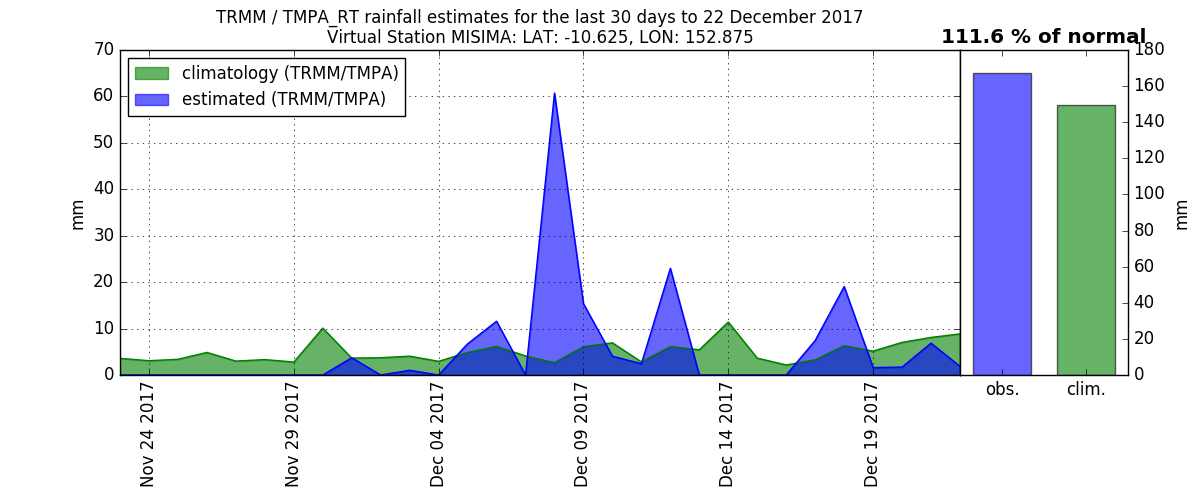 TRMM / TMPA_RT rainfall estimates for the last 30 days to 22 December 2017
Virtual Station MISIMA: LAT: -10.625, LON: 152.875
111.6 % of normal
climatology (TRMM/TMPA)
estimated (TRMM/TMPA)
70
60
50
40
30
20
10
0
mm
Nov 24 2017
Nov 29 2017
Dec 04 2017
Dec 09 2017
Dec 14 2017
Dec 19 2017
obs.
clim.
180
160
140
120
100
80
60
40
20
0
mm